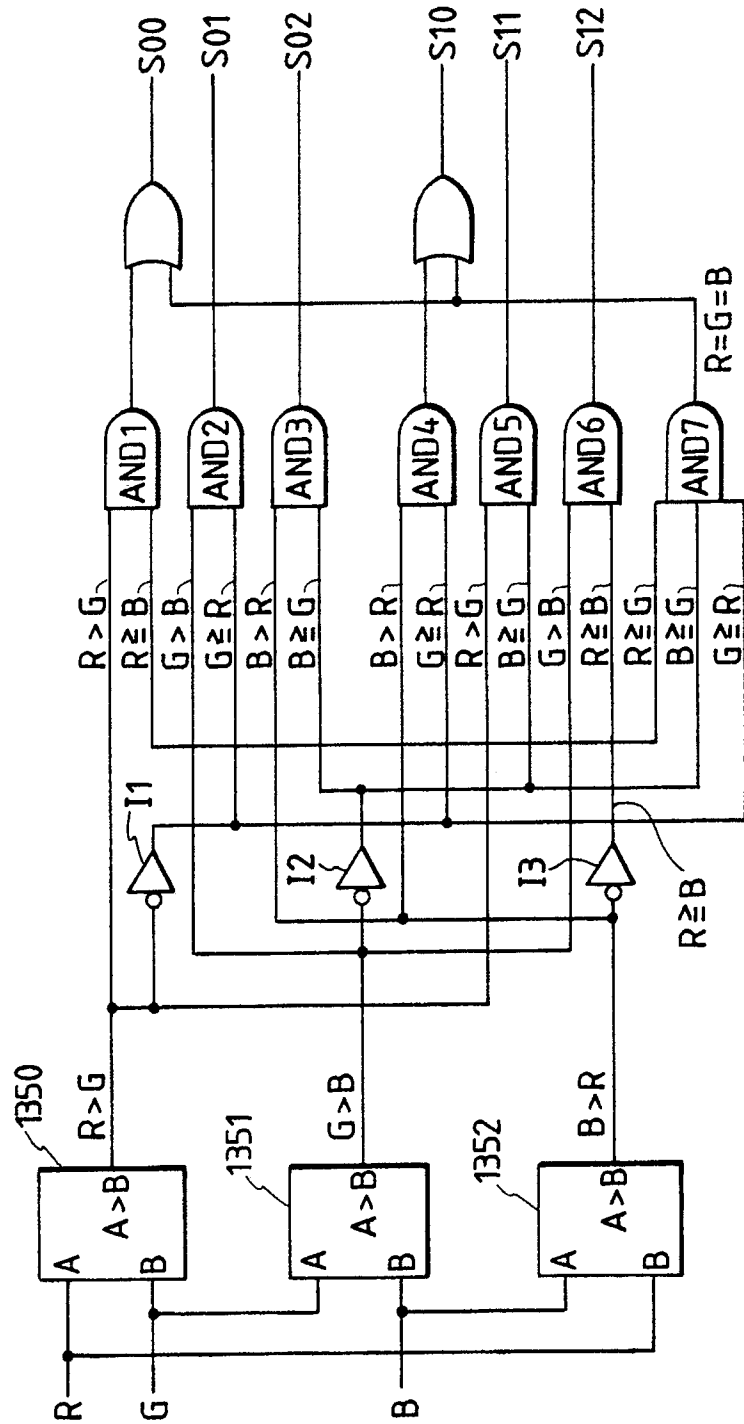 R
G
B
1350
A
B
A>B
1351
A
B
A>B
1352
A
B
A>B
R>G
G>B
B>R
I1
I2
I3
R≧B
R>G
R≧B
G>B
G≧R
B>R
B≧G
B>R
G≧R
R>G
B≧G
G>B
R≧B
R≧G
B≧G
G≧R
AND1
AND2
AND3
AND4
AND5
AND6
AND7
R=G=B
S00
S01
S02
S10
S11
S12